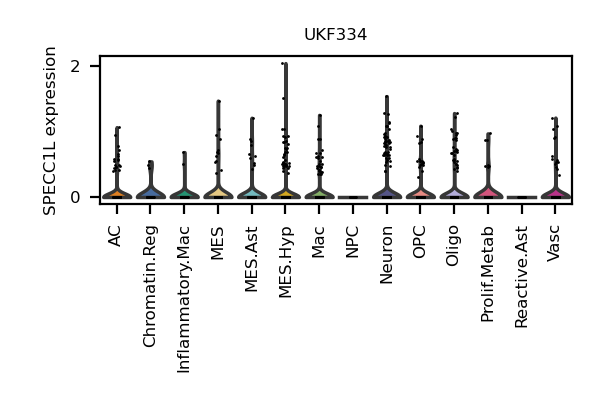 UKF334
SPECC1L expression
2
0
AC
Chromatin.Reg
Inflammatory.Mac
MES
MES.Ast
MES.Hyp
Mac
NPC
Neuron
OPC
Oligo
Prolif.Metab
Reactive.Ast
Vasc